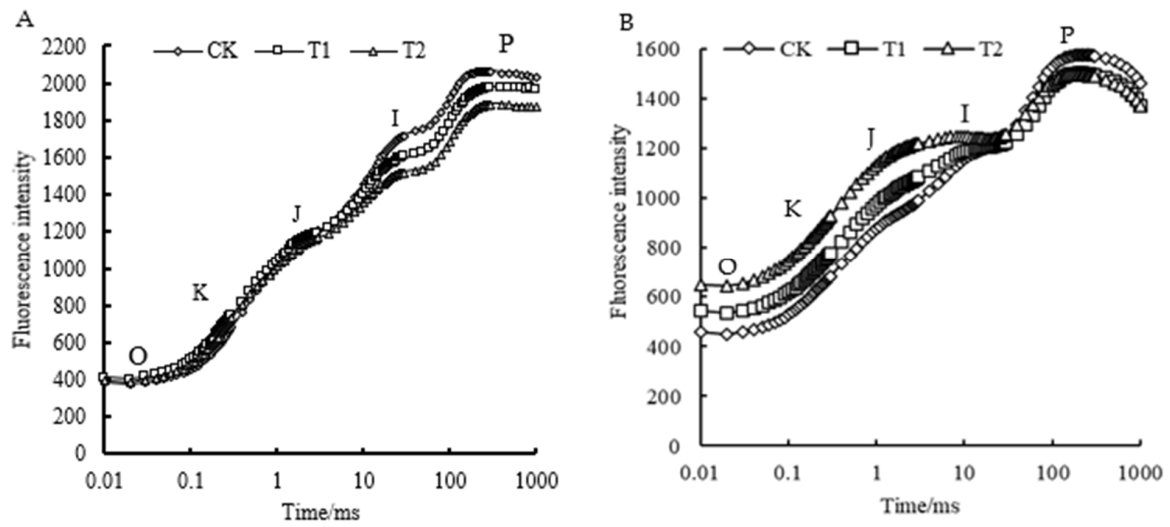 A
CK T1 T2
Fluorescence intensity
2200
2000
1800
1600
1400
1200
1000
800
600
400
200
0
O
K
J
I
P
0.01 0.1 1 10 100 1000
Time/ms
B
CK T1 T2
Fluorescence intensity
1600
1400
1200
1000
800
600
400
200
0
O
K
J
I
P
0.01 0.1 1 10 100 1000
Time/ms